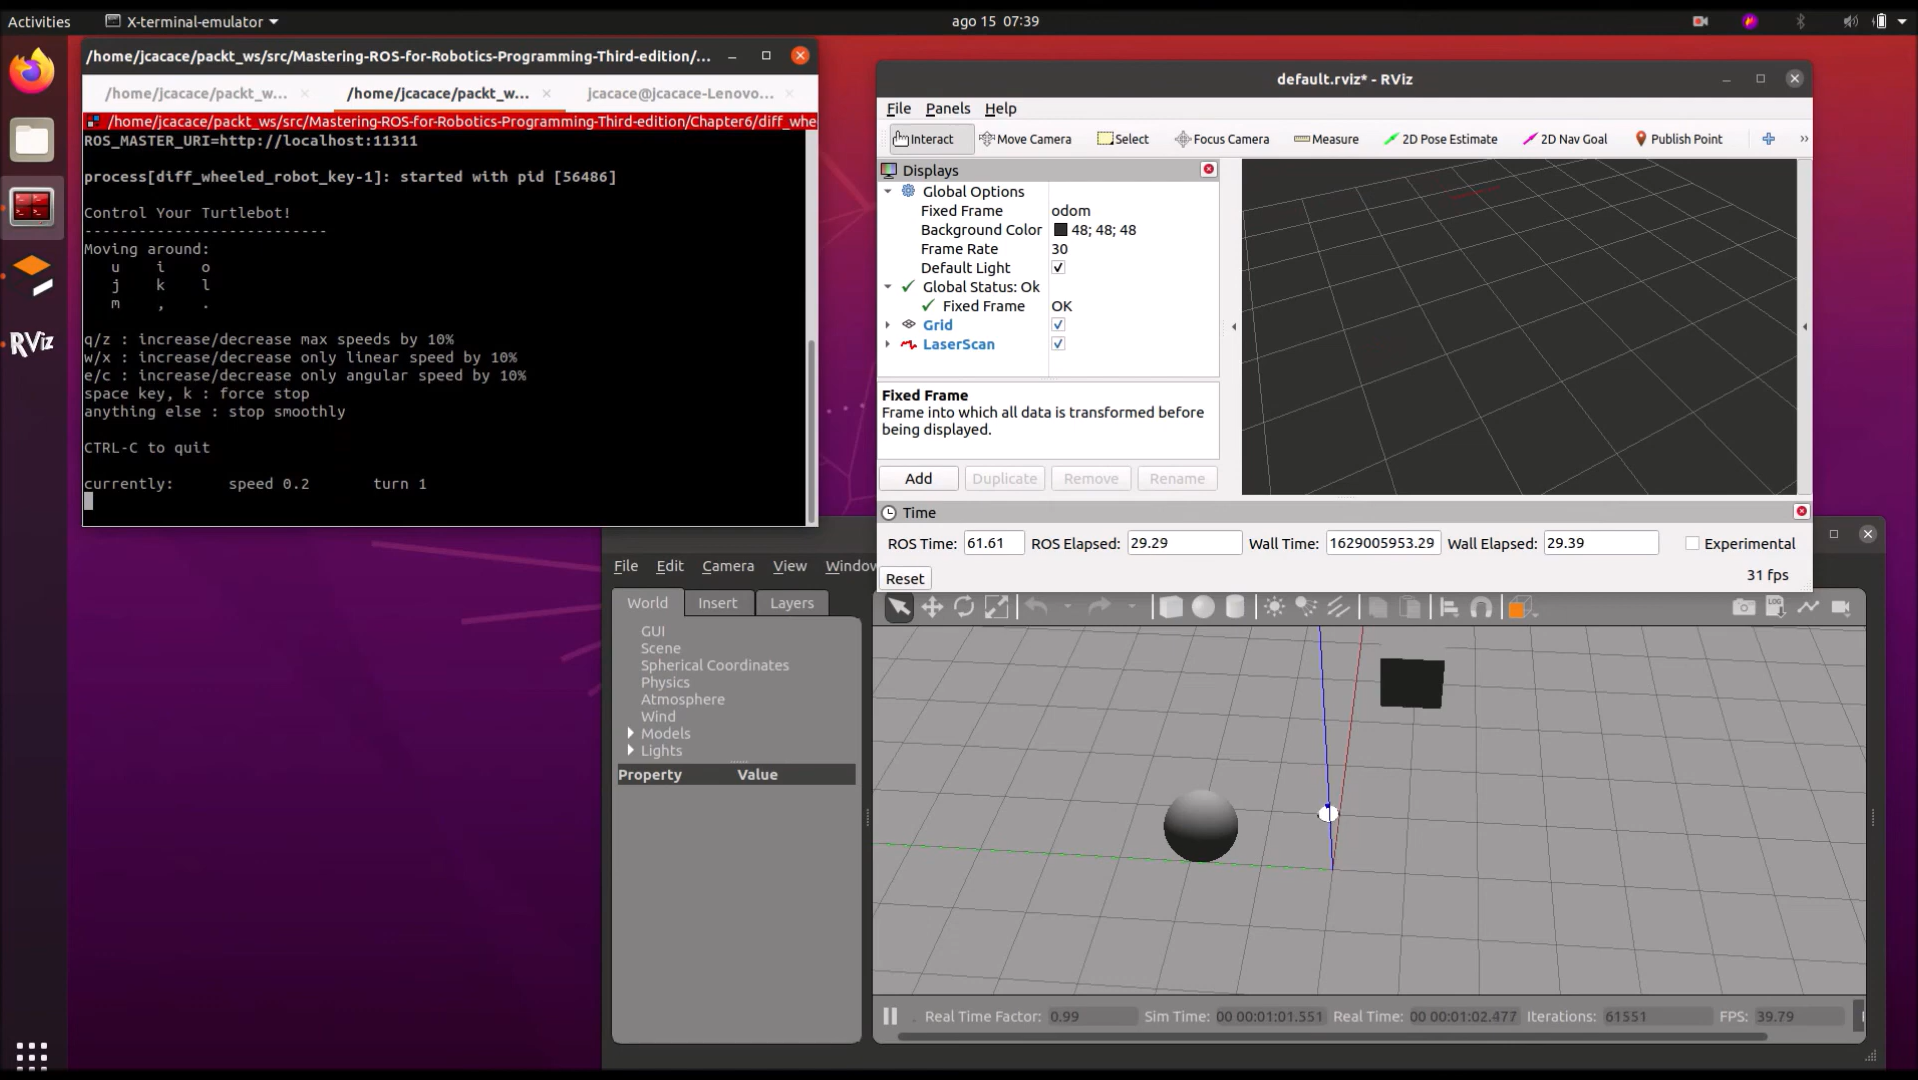 Activities
X-terminal-emulator
ago 15 07:39
/home/jcacace/packt_ws/src/Mastering-ROS-for-Robotics-Programming-Third-edition/...
/home/jcacace/packt_w...
/home/jcacace/packt_w...
jcacace@jcacace-Lenovo...
/home/jcacace/packt_ws/src/Mastering-ROS-for-Robotics-Programming-Third-edition/Chapter6/diff_whe
ROS_MASTER_URI=http://localhost:11311
process[diff_wheeled_robot_key-1]: started with pid [56486]
Control Your Turtlebot!
---------------------------
Moving around:
u i o
j k l
m , .
q/z : increase/decrease max speeds by 10%
w/x : increase/decrease only linear speed by 10%
e/c : increase/decrease only angular speed by 10%
space key, k : force stop
anything else : stop smoothly
CTRL-C to quit
currently: speed 0.2 turn 1
RViz
default.rviz* - RViz
File Panels Help
Interact Move Camera Select Focus Camera Measure 2D Pose Estimate 2D Nav Goal Publish Point
Displays
Global Options
Fixed Frame odom
Background Color 48; 48; 48
Frame Rate 30
Default Light
Global Status: Ok
Fixed Frame OK
Grid
LaserScan
Fixed Frame
Frame into which all data is transformed before
being displayed.
Add Duplicate Remove Rename
Time
ROS Time: 61.61 ROS Elapsed: 29.29 Wall Time: 1629005953.29 Wall Elapsed: 29.39 Experimental
Reset
31 fps
File Edit Camera View Window
World Insert Layers
GUI
Scene
Spherical Coordinates
Physics
Atmosphere
Wind
Models
Lights
Property Value
LOG
Real Time Factor: 0.99 Sim Time: 00 00:01:01.551 Real Time: 00 00:01:02.477 Iterations: 61551 FPS: 39.79